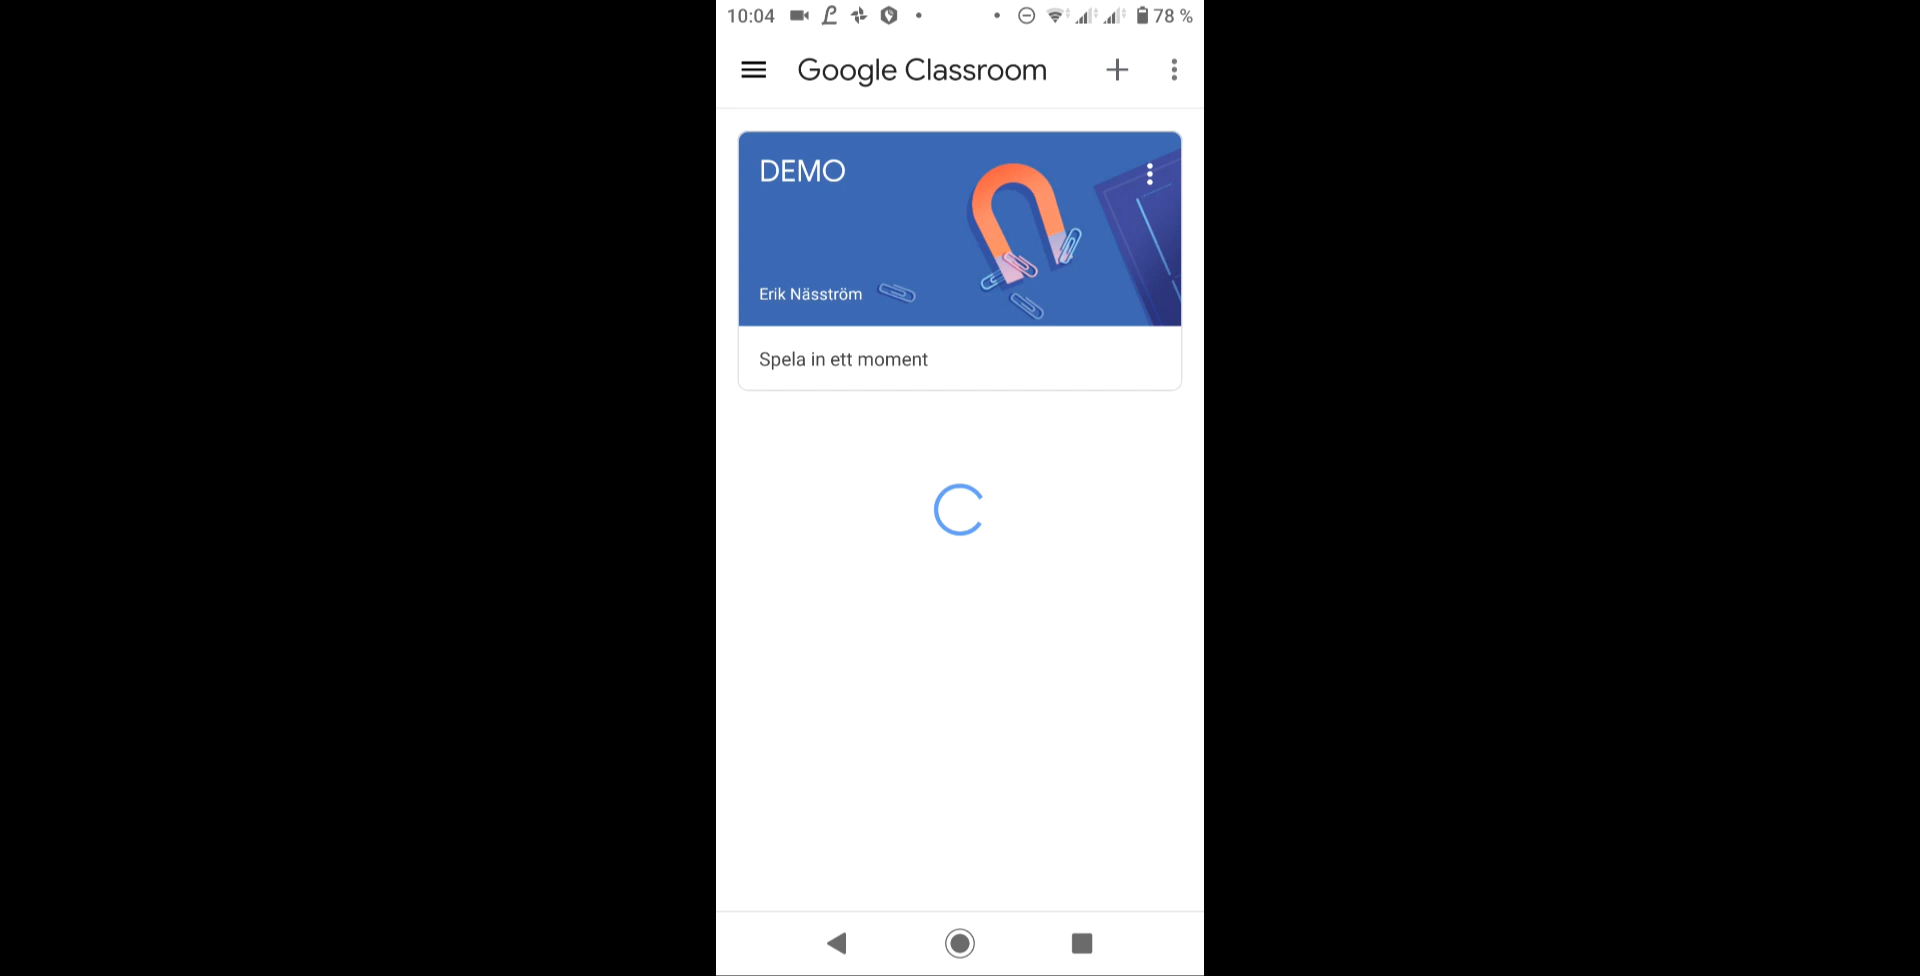 10:04
78 %
Google Classroom
DEMO
Erik Näsström
Spela in ett moment